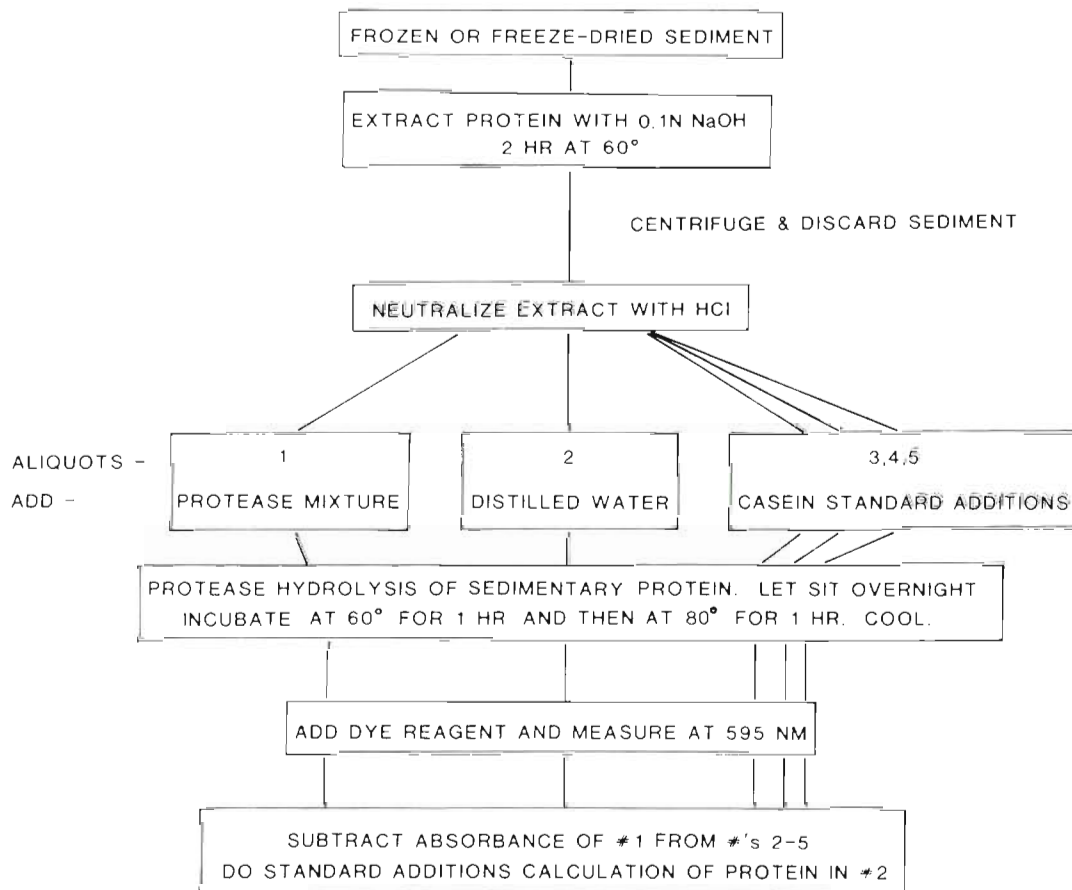 FROZEN OR FREEZE-DRIED SEDIMENT
EXTRACT PROTEIN WITH 0.1N NaOH
2 HR AT 60°
CENTRIFUGE & DISCARD SEDIMENT
NEUTRALIZE EXTRACT WITH HCl
ALIQUOTS -
1
2
3,4,5
ADD -
PROTEASE MIXTURE
DISTILLED WATER
CASEIN STANDARD ADDITIONS
PROTEASE HYDROLYSIS OF SEDIMENTARY PROTEIN. LET SIT OVERNIGHT
INCUBATE AT 60° FOR 1 HR AND THEN AT 80° FOR 1 HR. COOL.
ADD DYE REAGENT AND MEASURE AT 595 NM
SUBTRACT ABSORBANCE OF #1 FROM #'s 2-5
DO STANDARD ADDITIONS CALCULATION OF PROTEIN IN #2